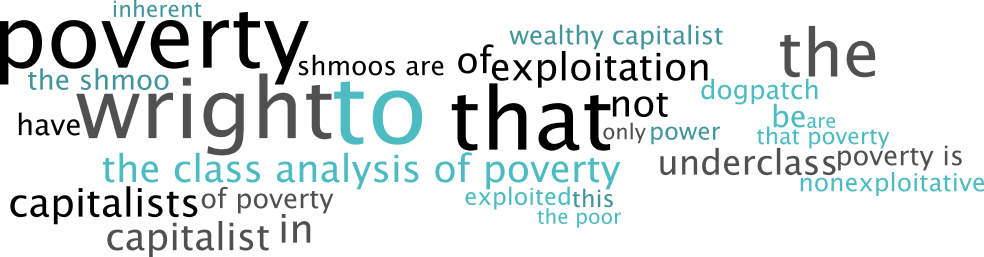 inherent
poverty
wealthy capitalist
the
shmoos are
of
exploitation
the shmoo
wright
to
that
not
dogpatch
have
only
power
be
are
that poverty
the class analysis of poverty
underclass
poverty is
nonexploitative
capitalists
of poverty
exploited
this
the poor
capitalist
in